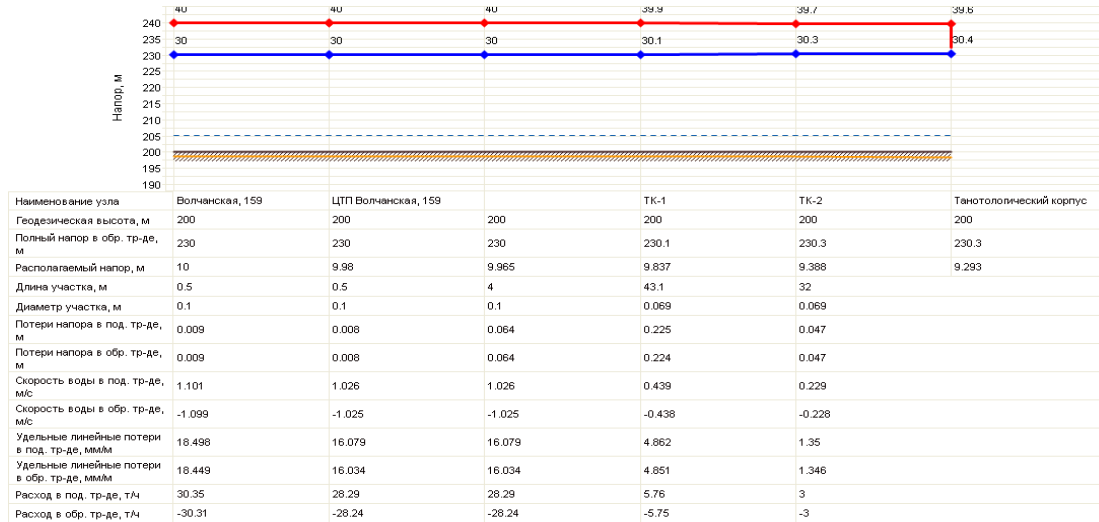 40 40 40 39.9 39.7 39.6
240
235
30 30 30 30.1 30.3 30.4
230
225
220
215
210
205
200
195
190
Напор, м
Наименование узла Волчанская, 159 ЦТП Волчанская, 159 ТК-1 ТК-2 Танотологический корпус
Геодезическая высота, м 200 200 200 200 200 200
Полный напор в обр. тр-де,
м 230 230 230 230.1 230.3 230.3
Располагаемый напор, м 10 9.98 9.965 9.837 9.388 9.293
Длина участка, м 0.5 0.5 4 43.1 32
Диаметр участка, м 0.1 0.1 0.1 0.069 0.069
Потери напора в под. тр-де,
м 0.009 0.008 0.064 0.225 0.047
Потери напора в обр. тр-де,
м 0.009 0.008 0.064 0.224 0.047
Скорость воды в под. тр-де,
м/с 1.101 1.026 1.026 0.439 0.229
Скорость воды в обр. тр-де,
м/с -1.099 -1.025 -1.025 -0.438 -0.228
Удельные линейные потери
в под. тр-де, мм/м 18.498 16.079 16.079 4.862 1.35
Удельные линейные потери
в обр. тр-де, мм/м 18.449 16.034 16.034 4.851 1.346
Расход в под. тр-де, т/ч 30.35 28.29 28.29 5.76 3
Расход в обр. тр-де, т/ч -30.31 -28.24 -28.24 -5.75 -3